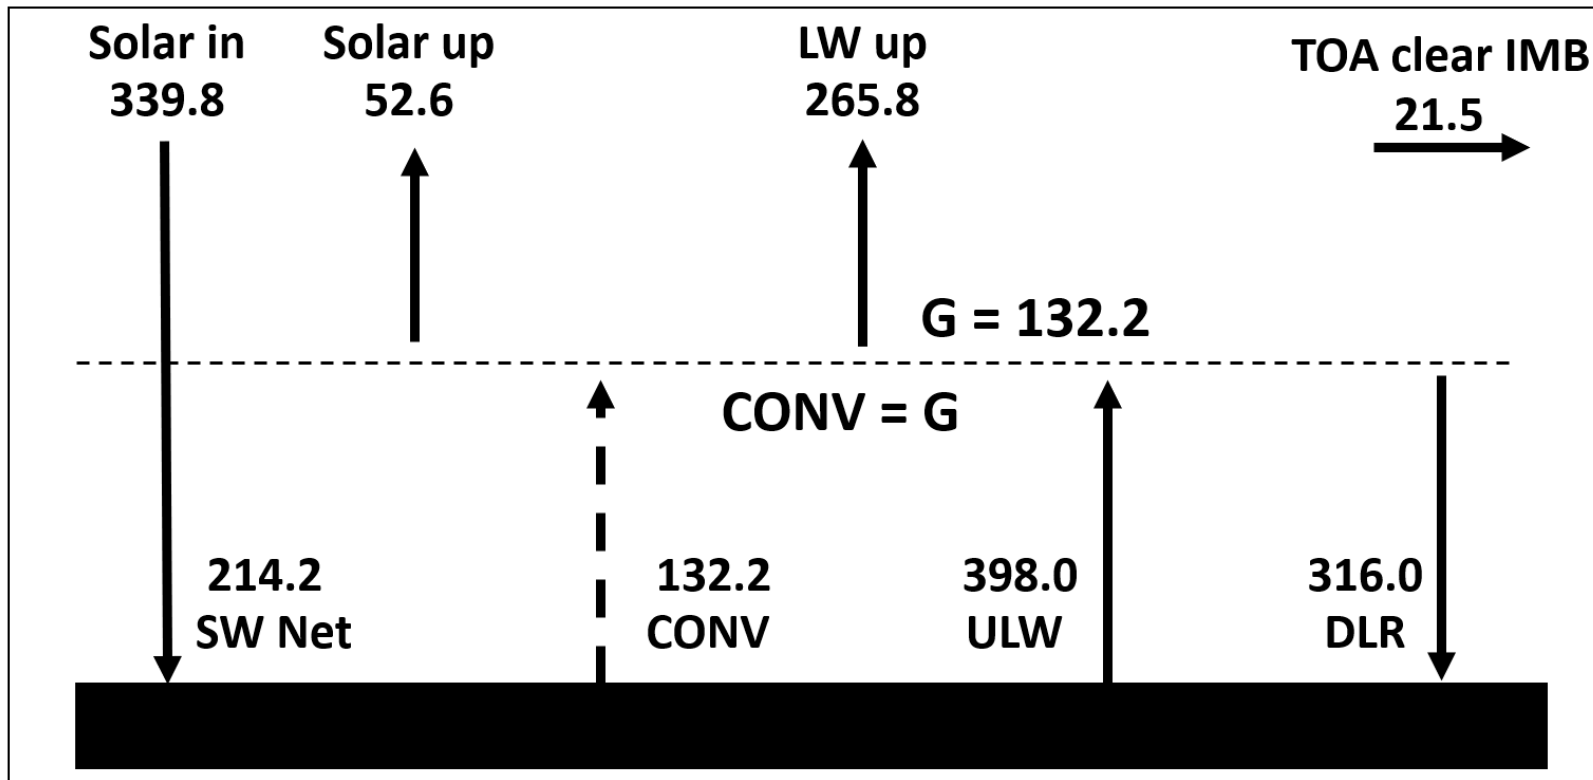 Solar in
339.8
Solar up
52.6
LW up
265.8
TOA clear IMB
21.5
G = 132.2
CONV = G
214.2
SW Net
132.2
CONV
398.0
ULW
316.0
DLR